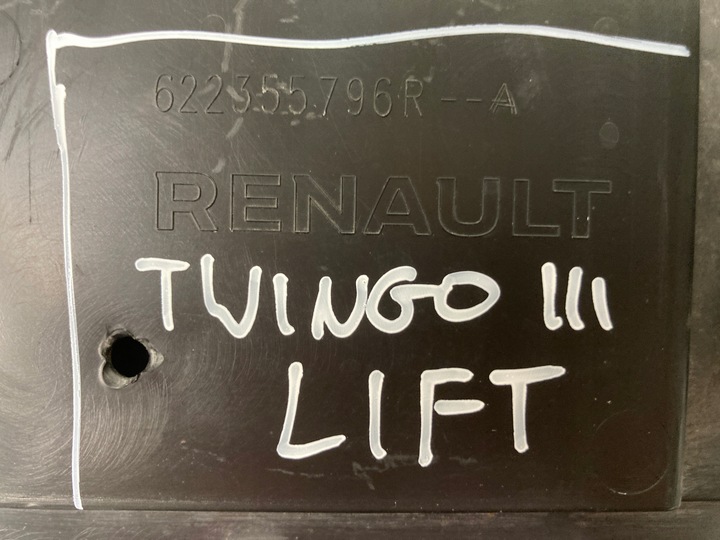 622355796R--A
RENAULT
TWINGO III
LIFT